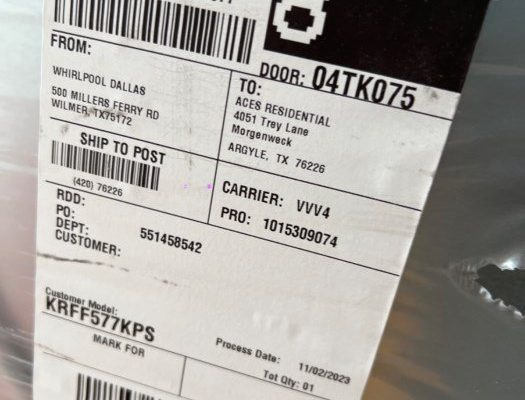 DOOR: 04TK075
FROM:
WHIRLPOOL DALLAS
500 MILLERS FERRY RD
WILMER, TX75172
TO:
ACES RESIDENTIAL
4051 Trey Lane
Morgenweck
ARGYLE, TX 76226
SHIP TO POST
(420) 76226
CARRIER: VVV4
PRO: 1015309074
RDD:
PO:
DEPT: 551458542
CUSTOMER:
Customer Model:
KRFF577KPS
Process Date: 11/02/2023
MARK FOR
Tot Qty: 01